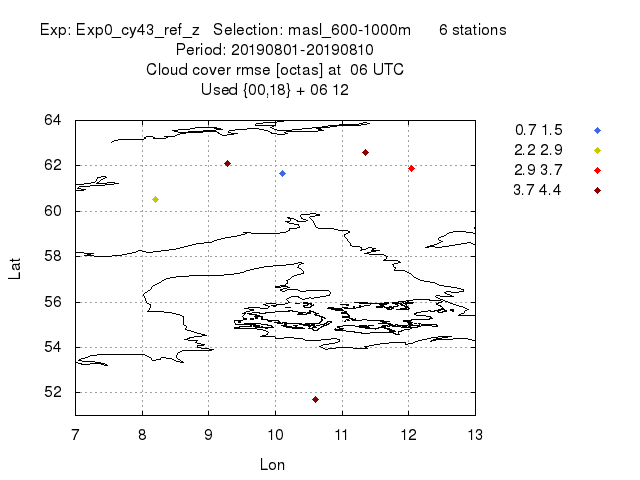 Exp: Exp0_cy43_ref_z   Selection: masl_600-1000m      6 stations
Period: 20190801-20190810
Cloud cover rmse [octas] at  06 UTC
Used {00,18} + 06 12
64
62
60
58
56
54
52
Lat
7 8 9 10 11 12 13
Lon
0.7 1.5
2.2 2.9
2.9 3.7
3.7 4.4